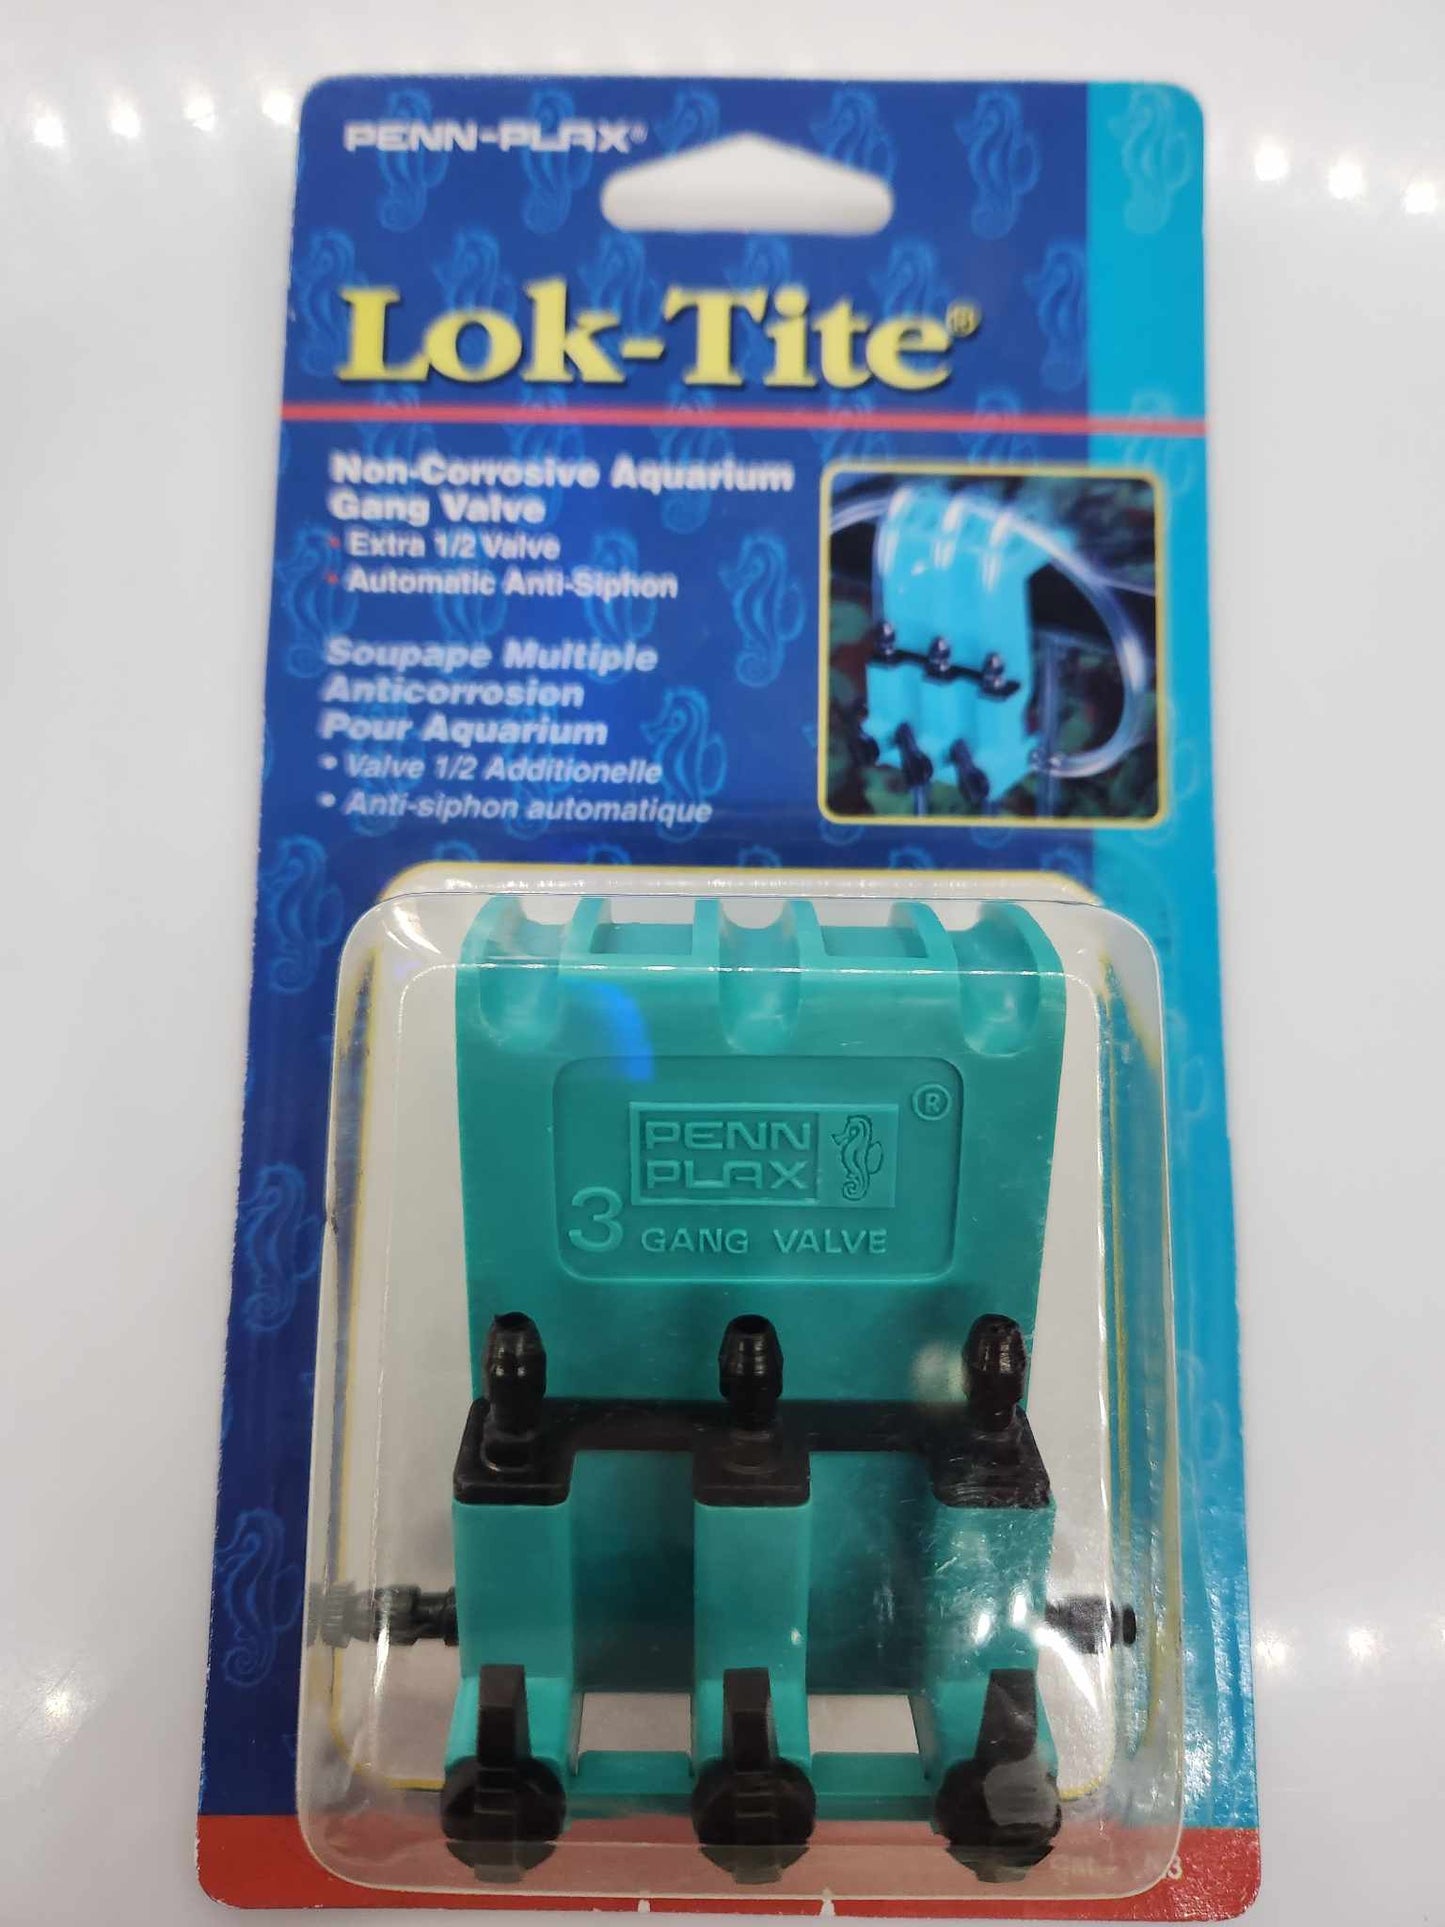 PENN-PLAX®
Lok-Tite®
Non-Corrosive Aquarium
Gang Valve
• Extra 1/2 Valve
• Automatic Anti-Siphon
Soupape Multiple
Anticorrosion
Pour Aquarium
• Valve 1/2 Additionelle
• Anti-siphon automatique
®
PENN
PLAX
3 GANG VALVE